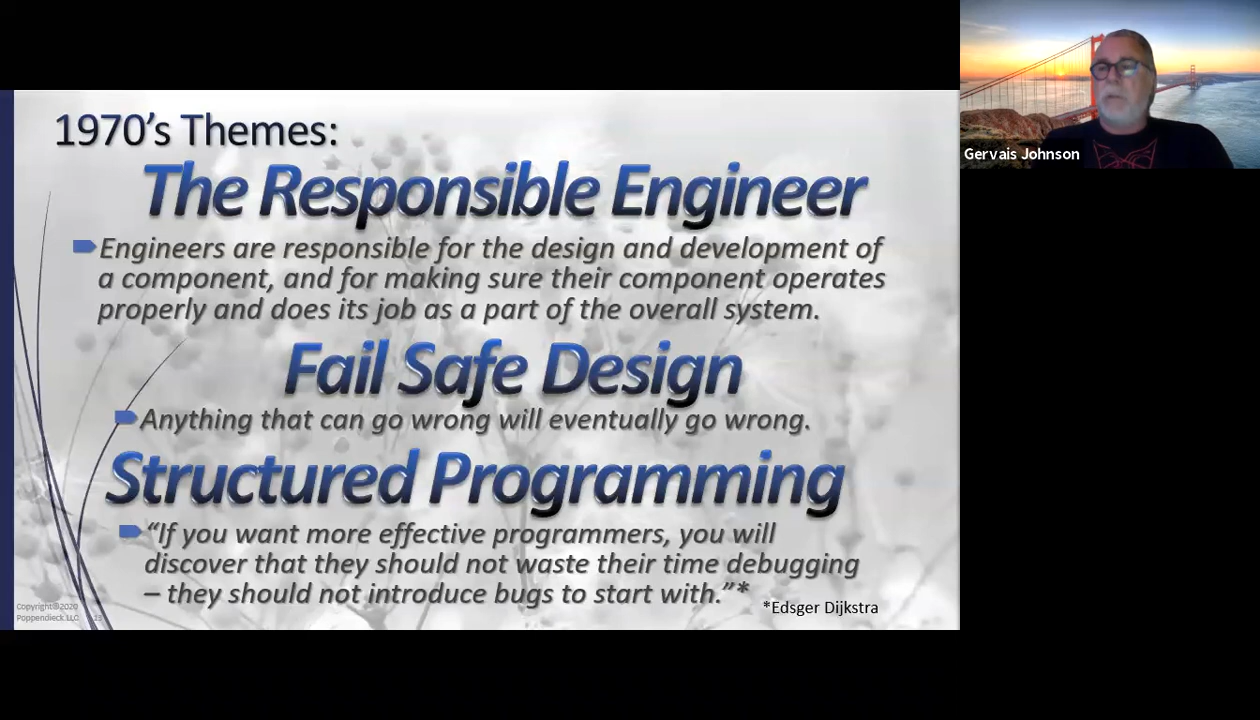 1970’s Themes:
The Responsible Engineer
Engineers are responsible for the design and development of
a component, and for making sure their component operates
properly and does its job as a part of the overall system.
Fail Safe Design
Anything that can go wrong will eventually go wrong.
Structured Programming
“If you want more effective programmers, you will
discover that they should not waste their time debugging
– they should not introduce bugs to start with.”*
*Edsger Dijkstra
Copyright©2020
Poppendieck.LLC
Gervais Johnson